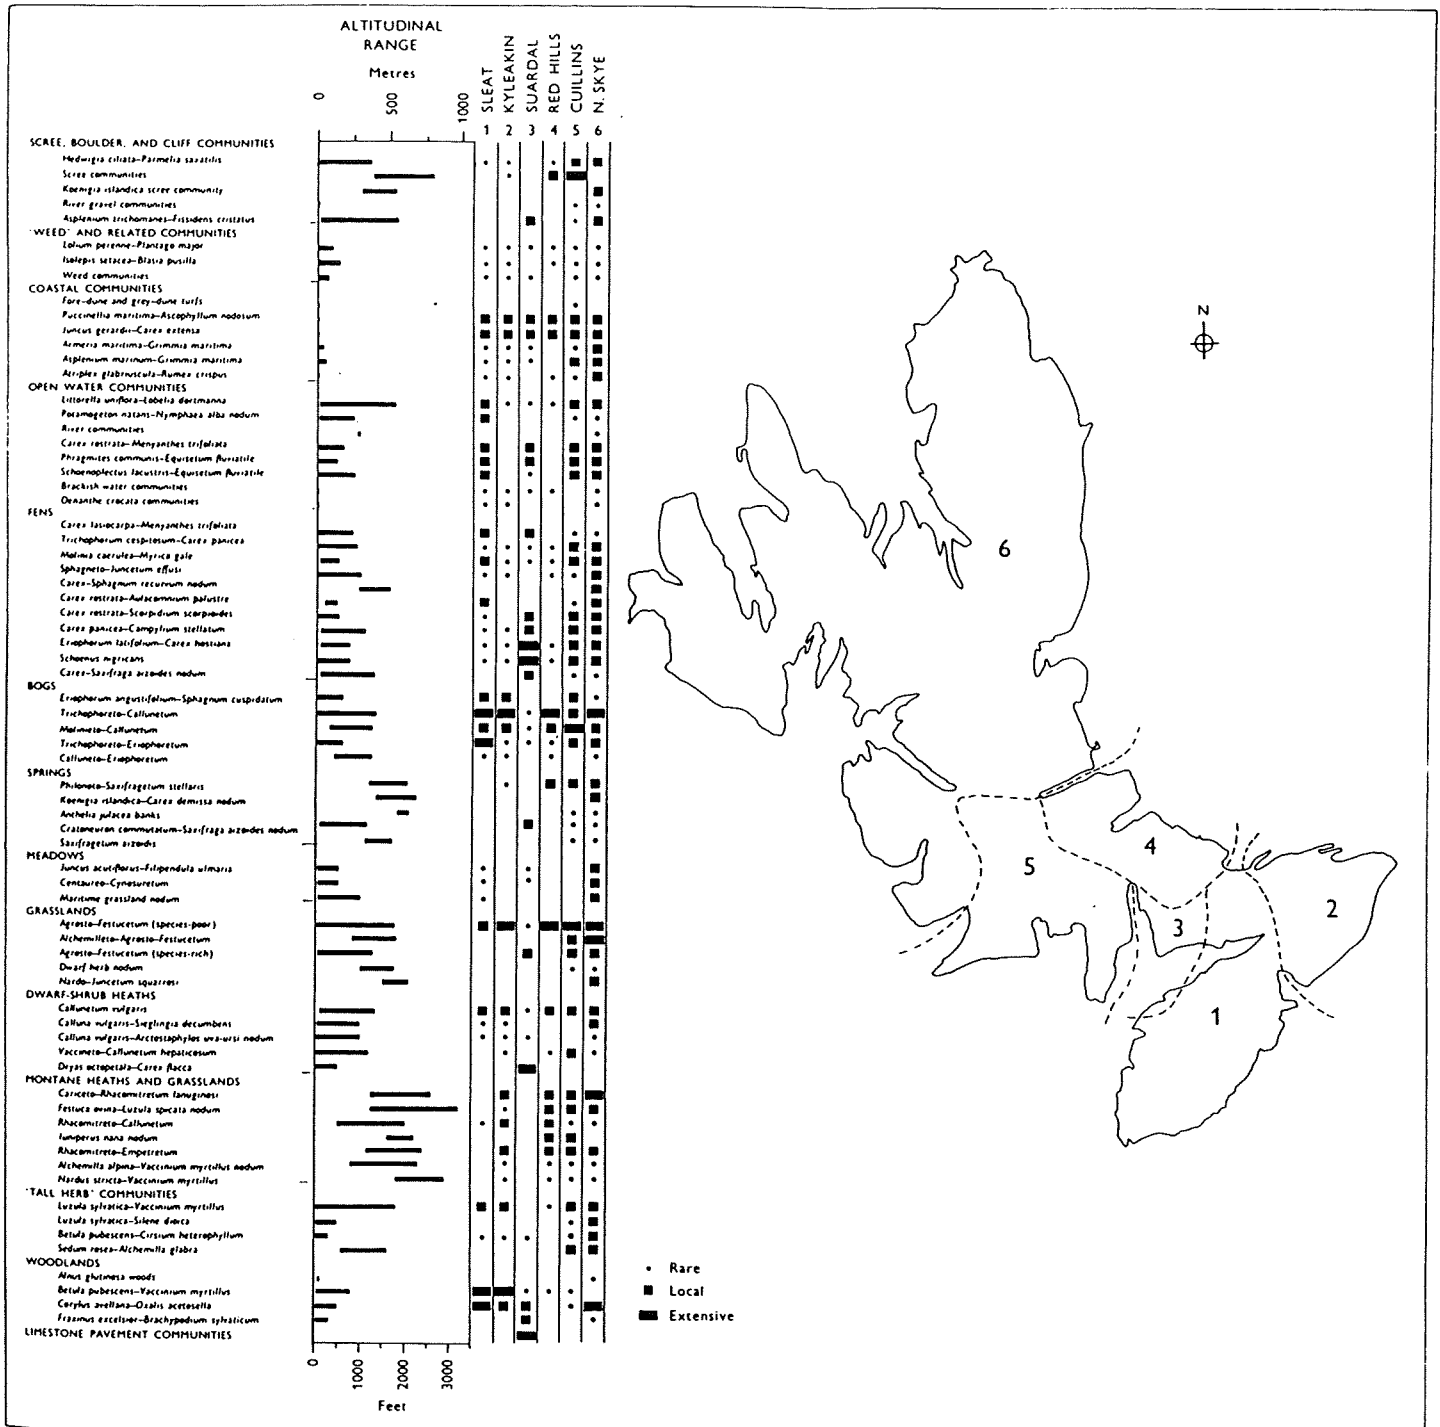 ALTITUDINAL
RANGE
Metres
0 500 1000
SLEAT
KYLEAKIN
SUARDAL
RED HILLS
CUILLINS
N. SKYE
1 2 3 4 5 6
SCREE, BOULDER, AND CLIFF COMMUNITIES
Hedwigia ciliata–Parmelia saxatilis
Scree communities
Koenigia islandica scree community
River gravel communities
Asplenium trichomanes–Fissidens cristatus
'WEED' AND RELATED COMMUNITIES
Lolium perenne–Plantago major
Isolepis setacea–Blasia pusilla
Weed communities
COASTAL COMMUNITIES
Fore-dune and grey-dune turfs
Puccinellia maritima–Ascophyllum nodosum
Juncus gerardii–Carex extensa
Armeria maritima–Grimmia maritima
Asplenium marinum–Grimmia maritima
Atriplex glabriuscula–Rumex crispus
OPEN WATER COMMUNITIES
Littorella uniflora–Lobelia dortmanna
Potamogeton natans–Nymphaea alba nodum
River communities
Carex rostrata–Menyanthes trifoliata
Phragmites communis–Equisetum fluviatile
Schoenoplectus lacustris–Equisetum fluviatile
Brackish water communities
Oenanthe crocata communities
FENS
Carex lasiocarpa–Menyanthes trifoliata
Trichophorum cespitosum–Carex panicea
Molinia caerulea–Myrica gale
Sphagneto–Juncetum effusi
Carex–Sphagnum recurvum nodum
Carex rostrata–Aulacomnium palustre
Carex rostrata–Scorpidium scorpioides
Carex panicea–Campylium stellatum
Eriophorum latifolium–Carex hostiana
Schoenus nigricans
Carex–Saxifraga aizoides nodum
BOGS
Eriophorum angustifolium–Sphagnum cuspidatum
Trichophoreto–Callunetum
Molinieto–Callunetum
Trichophoreto–Eriophoretum
Calluneto–Eriophoretum
SPRINGS
Philonoto–Saxifragetum stellaris
Koenigia islandica–Carex demissa nodum
Anthelia julacea banks
Cratoneuron commutatum–Saxifraga aizoides nodum
Saxifragetum aizoidis
MEADOWS
Juncus acutiflorus–Filipendula ulmaria
Centaureo–Cynosuretum
Maritime grassland nodum
GRASSLANDS
Agrosto–Festucetum (species-poor)
Alchemilleto–Agrosto–Festucetum
Agrosto–Festucetum (species-rich)
Dwarf herb nodum
Nardo–Juncetum squarrosi
DWARF-SHRUB HEATHS
Callunetum vulgaris
Calluna vulgaris–Sieglingia decumbens
Calluna vulgaris–Arctostaphylos uva-ursi nodum
Vaccineto–Callunetum hepaticosum
Dryas octopetala–Carex flacca
MONTANE HEATHS AND GRASSLANDS
Cariceto–Rhacomitretum lanuginosi
Festuca ovina–Luzula spicata nodum
Rhacomitreto–Callunetum
Juniperus nana nodum
Rhacomitreto–Empetretum
Alchemilla alpina–Vaccinium myrtillus nodum
Nardus stricta–Vaccinium myrtillus
'TALL HERB' COMMUNITIES
Luzula sylvatica–Vaccinium myrtillus
Luzula sylvatica–Silene dioica
Betula pubescens–Cirsium heterophyllum
Sedum rosea–Alchemilla glabra
WOODLANDS
Alnus glutinosa woods
Betula pubescens–Vaccinium myrtillus
Corylus avellana–Oxalis acetosella
Fraxinus excelsior–Brachypodium sylvaticum
LIMESTONE PAVEMENT COMMUNITIES
0 1000 2000 3000
Feet
Rare
Local
Extensive
N
6
4
5
2
3
1